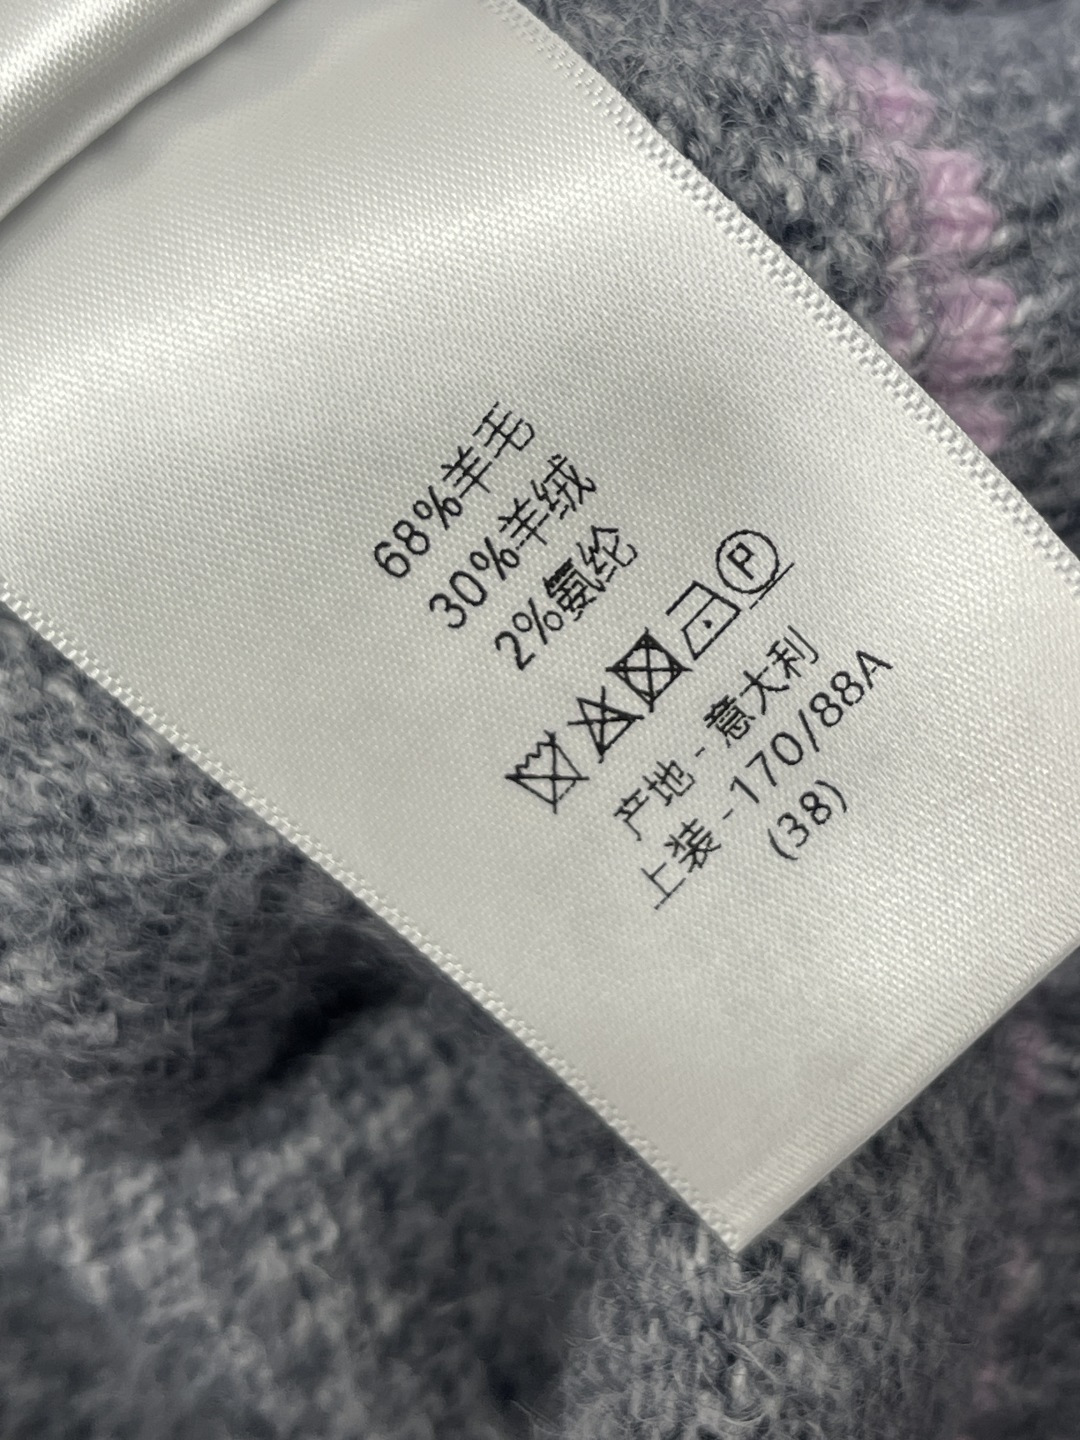 68%羊毛
30%羊绒
2%氨纶
P
产地-意大利
上装-170/88A
(38)